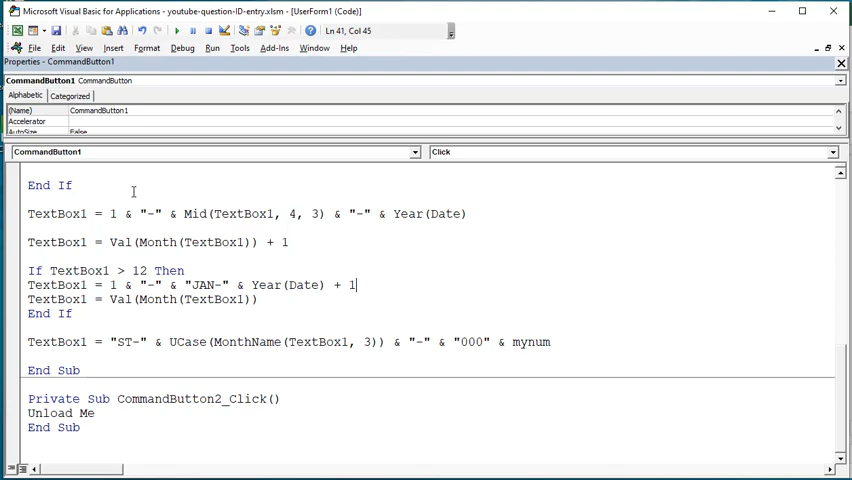 Microsoft Visual Basic for Applications - youtube-question-ID-entry.xlsm - [UserForm1 (Code)]
Ln 41, Col 45
File Edit View Insert Format Debug Run Tools Add-Ins Window Help
Properties - CommandButton1
CommandButton1 CommandButton
Alphabetic Categorized
(Name) CommandButton1
Accelerator
AutoSize False
CommandButton1 Click
End If
TextBox1 = 1 & "-" & Mid(TextBox1, 4, 3) & "-" & Year(Date)
TextBox1 = Val(Month(TextBox1)) + 1
If TextBox1 > 12 Then
TextBox1 = 1 & "-" & "JAN-" & Year(Date) + 1
TextBox1 = Val(Month(TextBox1))
End If
TextBox1 = "ST-" & UCase(MonthName(TextBox1, 3)) & "-" & "000" & mynum
End Sub
Private Sub CommandButton2_Click()
Unload Me
End Sub